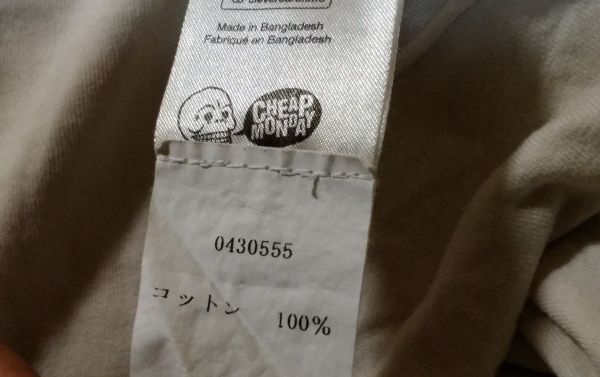 Made in Bangladesh
Fabriqué en Bangladesh
CHEAP
MONDAY
0430555
コットン 100%